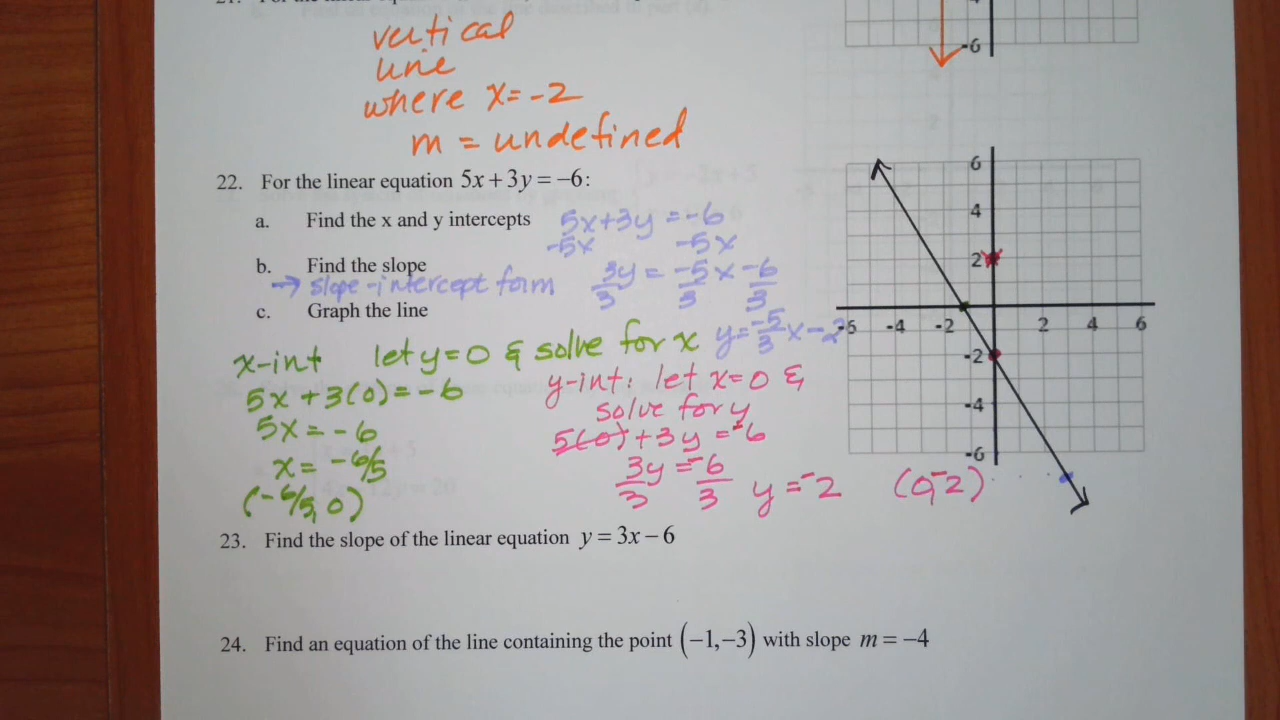 vertical
line
where x = -2
m = undefined
-6
22. For the linear equation 5x + 3y = -6:
a. Find the x and y intercepts
5x + 3y = -6
-5x -5x
b. Find the slope
→ slope-intercept form
3y/3 = -5x/3 -6/3
c. Graph the line
y = -5/3 x - 2
x-int let y = 0 & solve for x
5x + 3(0) = -6
5x = -6
x = -6/5
(-6/5, 0)
y-int: let x = 0 &
solve for y
5(0) + 3y = -6
3y/3 = -6/3 y = -2 (0, -2)
6
4
2
-6 -4 -2 2 4 6
-2
-4
-6
23. Find the slope of the linear equation y = 3x - 6
24. Find an equation of the line containing the point (-1, -3) with slope m = -4